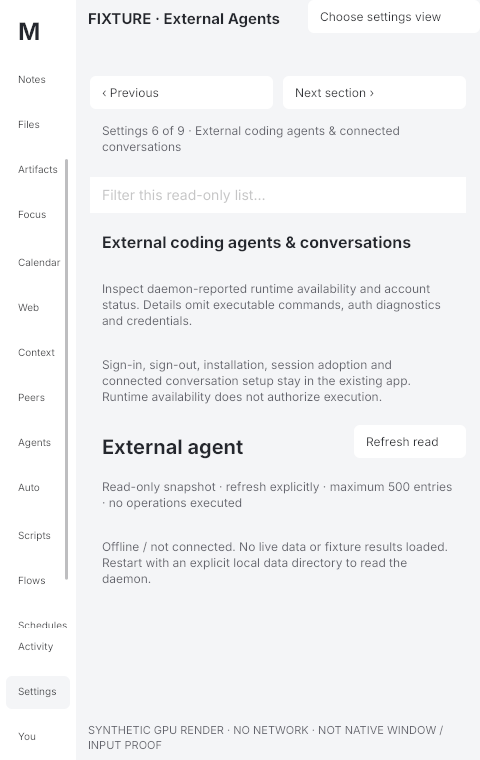 M
Notes
Files
Artifacts
Focus
Calendar
Web
Context
Peers
Agents
Auto
Scripts
Flows
Schedules
Activity
Settings
You
FIXTURE · External Agents
Choose settings view
‹ Previous
Next section ›
Settings 6 of 9 · External coding agents & connected
conversations
Filter this read-only list...
External coding agents & conversations
Inspect daemon-reported runtime availability and account
status. Details omit executable commands, auth diagnostics
and credentials.
Sign-in, sign-out, installation, session adoption and
connected conversation setup stay in the existing app.
Runtime availability does not authorize execution.
External agent
Refresh read
Read-only snapshot · refresh explicitly · maximum 500 entries
· no operations executed
Offline / not connected. No live data or fixture results loaded.
Restart with an explicit local data directory to read the
daemon.
SYNTHETIC GPU RENDER · NO NETWORK · NOT NATIVE WINDOW /
INPUT PROOF